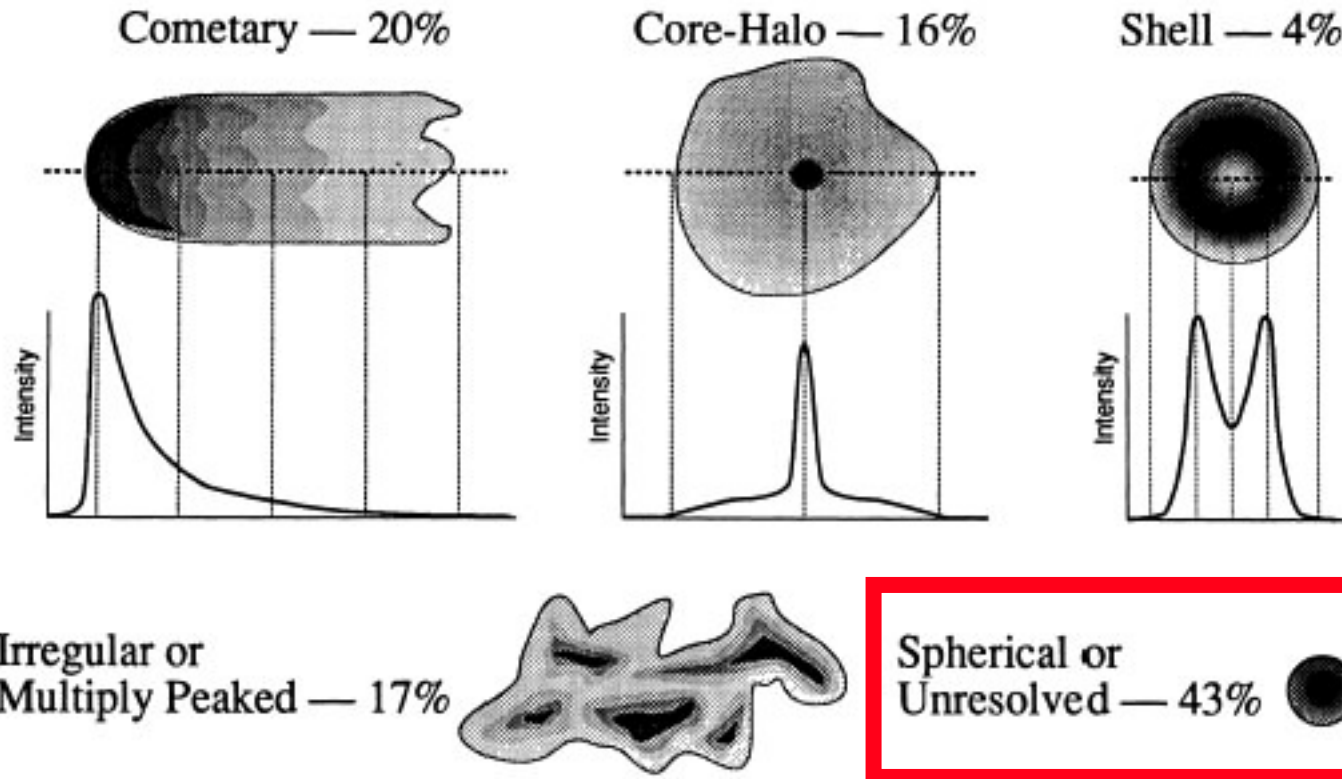 Cometary — 20%
Core-Halo — 16%
Shell — 4%
Intensity
Intensity
Intensity
Irregular or
Multiply Peaked — 17%
Spherical or
Unresolved — 43%